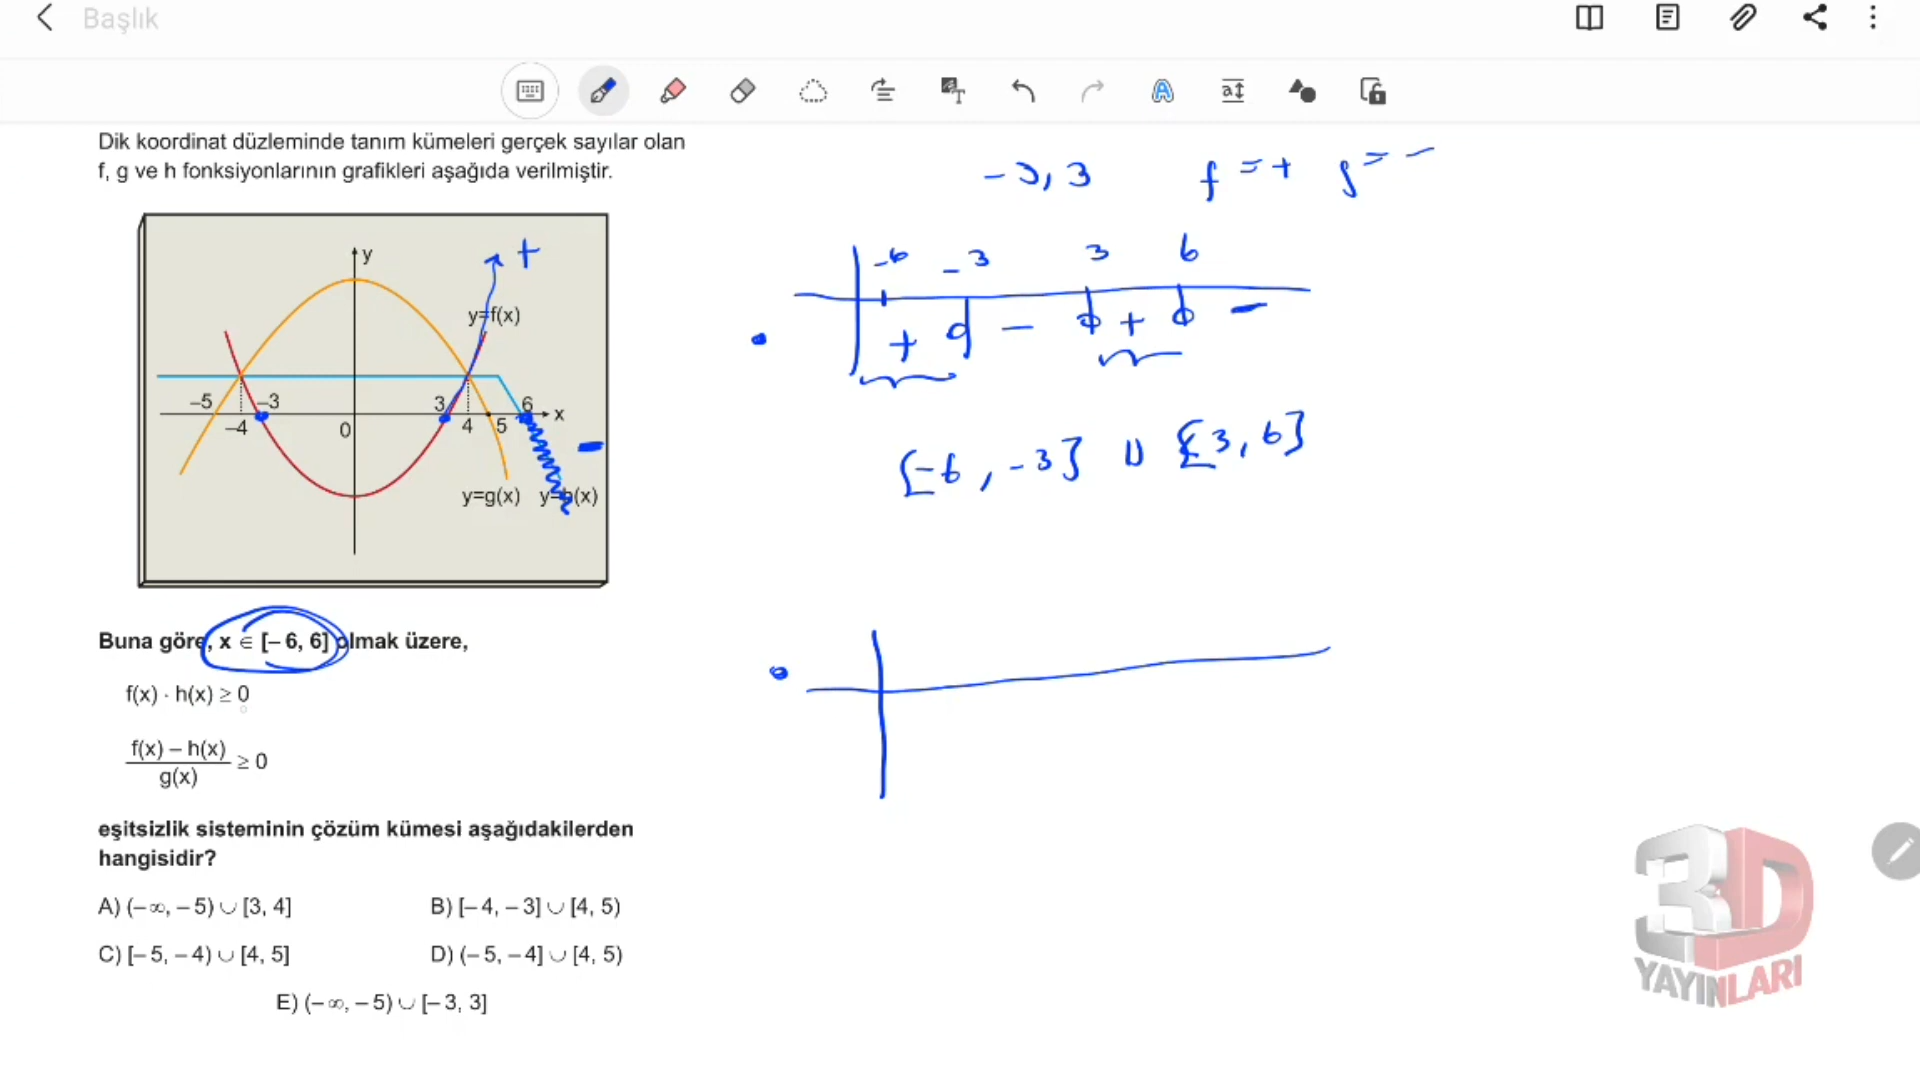 Başlık
Dik koordinat düzleminde tanım kümeleri gerçek sayılar olan
f, g ve h fonksiyonlarının grafikleri aşağıda verilmiştir.
y
y=f(x)
–5
–3
3
6
x
–4
0
4
5
y=g(x)
y=h(x)
+
–
Buna göre, x ∈ [– 6, 6] olmak üzere,
f(x) · h(x) ≥ 0
f(x) – h(x)
g(x)
≥ 0
eşitsizlik sisteminin çözüm kümesi aşağıdakilerden
hangisidir?
A) (– ∞, – 5) ∪ [3, 4]
B) [– 4, – 3] ∪ [4, 5)
C) [– 5, – 4) ∪ [4, 5]
D) (– 5, – 4] ∪ [4, 5)
E) (– ∞, – 5) ∪ [– 3, 3]
-3, 3 f = +
-6 -3 3 6
+ – + –
[-6, -3] ∪ [3, 6]
3D
YAYINLARI